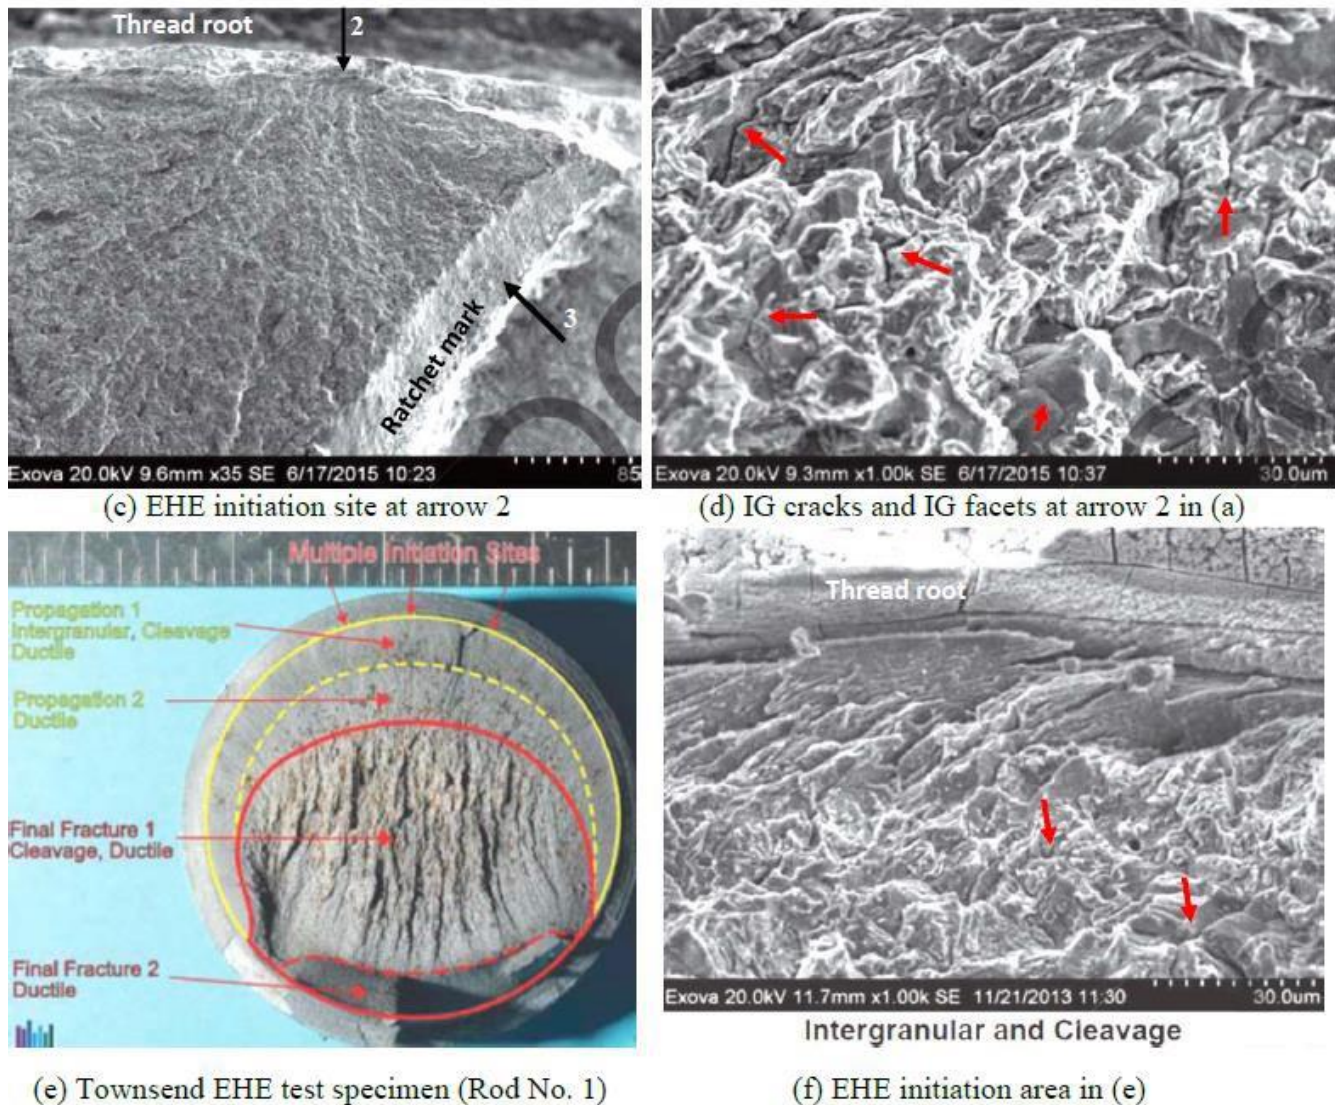 Thread root
2
3
Ratchet mark
Exova 20.0kV 9.6mm x35 SE 6/17/2015 10:23
85
Exova 20.0kV 9.3mm x1.00k SE 6/17/2015 10:37
30.0um
(c) EHE initiation site at arrow 2
(d) IG cracks and IG facets at arrow 2 in (a)
Multiple Initiation Sites
Propagation 1
Intergranular, Cleavage
Ductile
Propagation 2
Ductile
Final Fracture 1
Cleavage, Ductile
Final Fracture 2
Ductile
Thread root
Exova 20.0kV 11.7mm x1.00k SE 11/21/2013 11:30
30.0um
Intergranular and Cleavage
(e) Townsend EHE test specimen (Rod No. 1)
(f) EHE initiation area in (e)